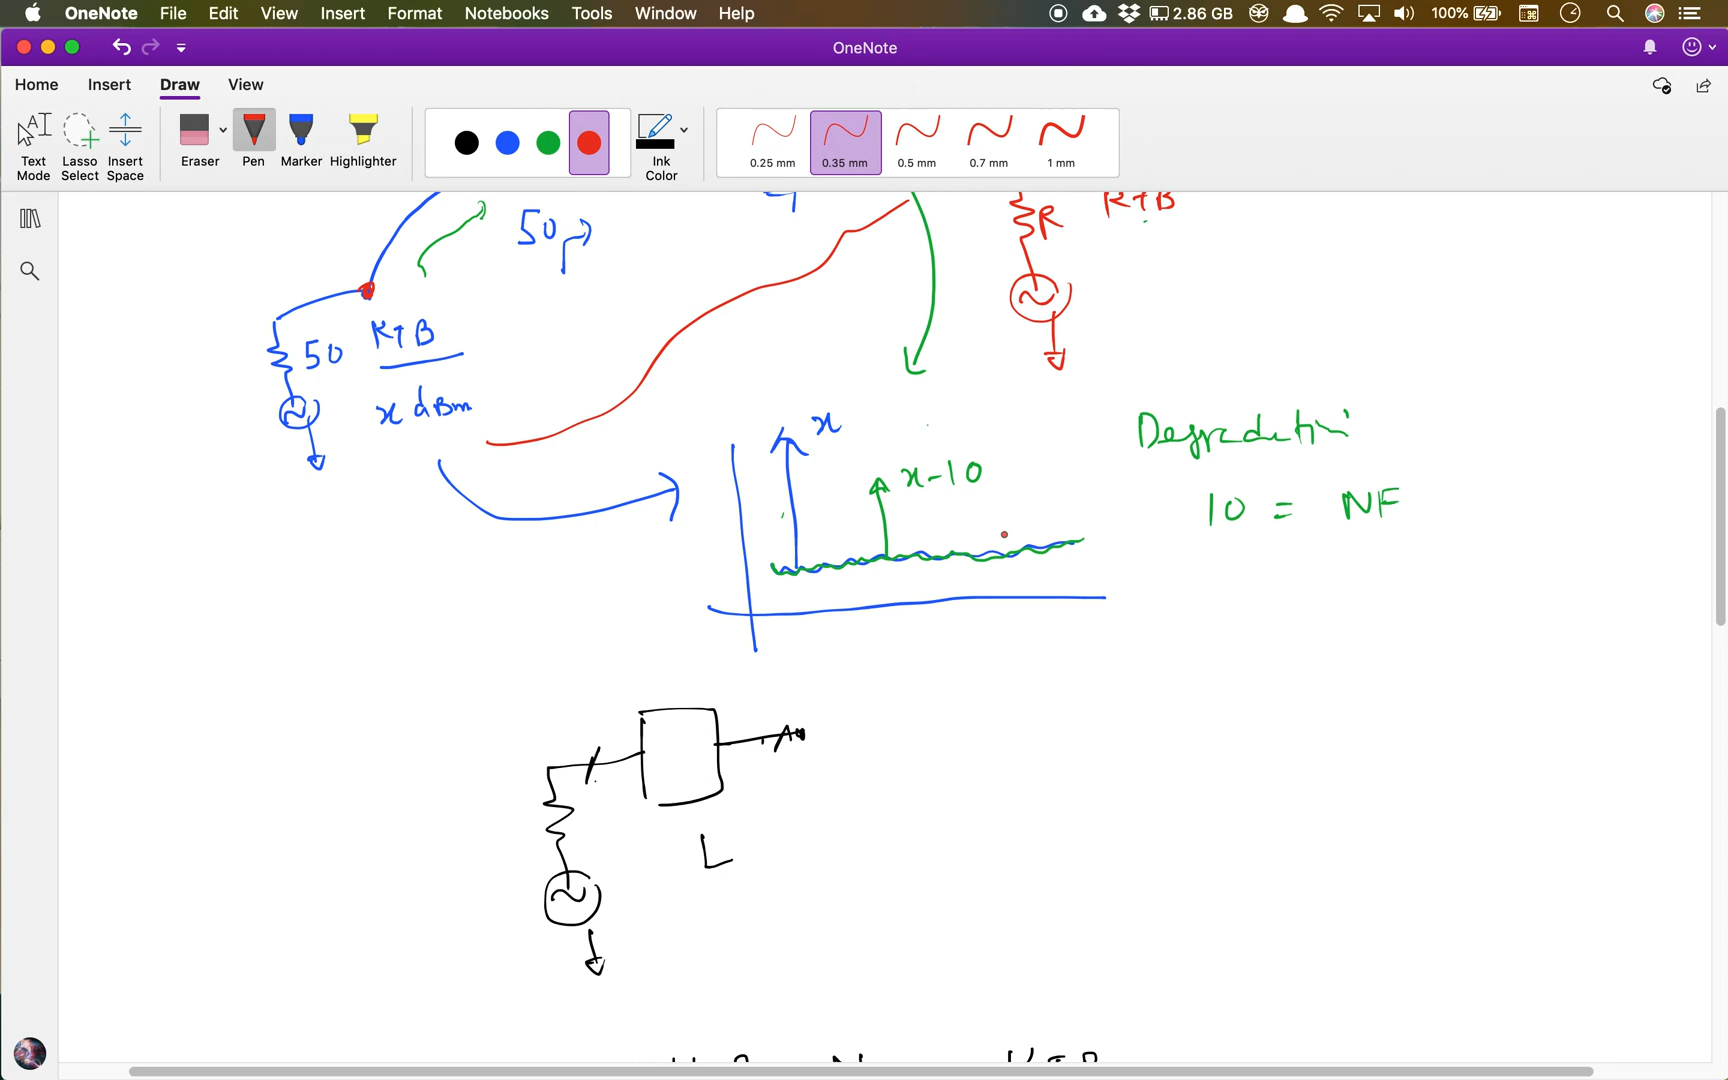 OneNote File Edit View Insert Format Notebooks Tools Window Help 2.86 GB 100%
OneNote
Home Insert Draw View
Text Mode
Lasso Select
Insert Space
Eraser
Pen
Marker
Highlighter
Ink Color
0.25 mm 0.35 mm 0.5 mm 0.7 mm 1 mm
50
R
KTB
50
KTB
x dBm
x
x-10
Degradation
10 = NF
L